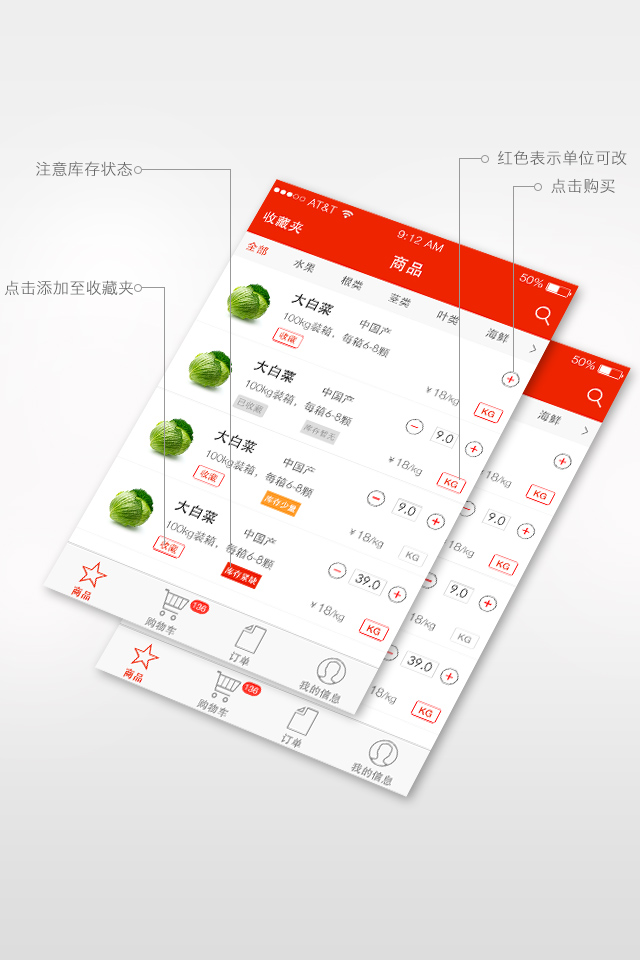 注意库存状态
红色表示单位可改
点击购买
点击添加至收藏夹
AT&T
9:12 AM
50%
收藏夹
商品
全部
水果
根类
茎类
叶类
海鲜
大白菜
中国产
100kg装箱，每箱6-8颗
收藏
¥18/kg
KG
大白菜
中国产
100kg装箱，每箱6-8颗
已收藏
库存暂无
9.0
¥18/kg
KG
大白菜
中国产
100kg装箱，每箱6-8颗
收藏
库存少量
9.0
¥18/kg
KG
大白菜
中国产
100kg装箱，每箱6-8颗
收藏
库存紧缺
39.0
¥18/kg
KG
商品
136
购物车
订单
我的信息
50%
海鲜
18/kg
KG
9.0
18/kg
KG
9.0
18/kg
KG
39.0
18/kg
KG
商品
136
购物车
订单
我的信息